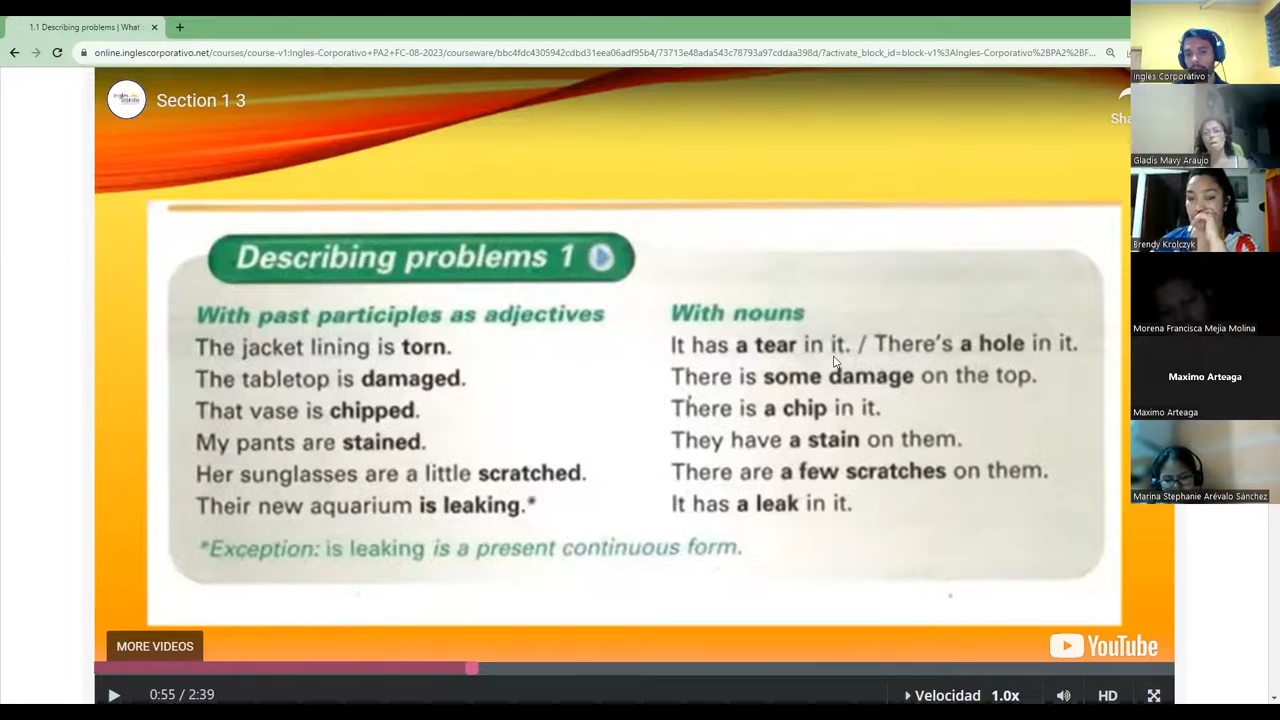 1.1 Describing problems | What'
online.inglescorporativo.net/courses/course-v1:Ingles-Corporativo+PA2+FC-08-2023/courseware/bbc4fdc4305942cdbd31eea06adf95b4/73713e48ada543c78793a97cddaa398d/?activate_block_id=block-v1%3AIngles-Corporativo%2BPA2%2BF...
Section 1 3
Sha
Describing problems 1
With past participles as adjectives
The jacket lining is torn.
The tabletop is damaged.
That vase is chipped.
My pants are stained.
Her sunglasses are a little scratched.
Their new aquarium is leaking.*
With nouns
It has a tear in it. / There's a hole in it.
There is some damage on the top.
There is a chip in it.
They have a stain on them.
There are a few scratches on them.
It has a leak in it.
*Exception: is leaking is a present continuous form.
MORE VIDEOS
YouTube
0:55 / 2:39
Velocidad 1.0x
HD
Ingles Corporativo
Gladis Mavy Araujo
Brendy Krolczyk
Morena Francisca Mejia Molina
Maximo Arteaga
Maximo Arteaga
Marina Stephanie Arévalo Sánchez